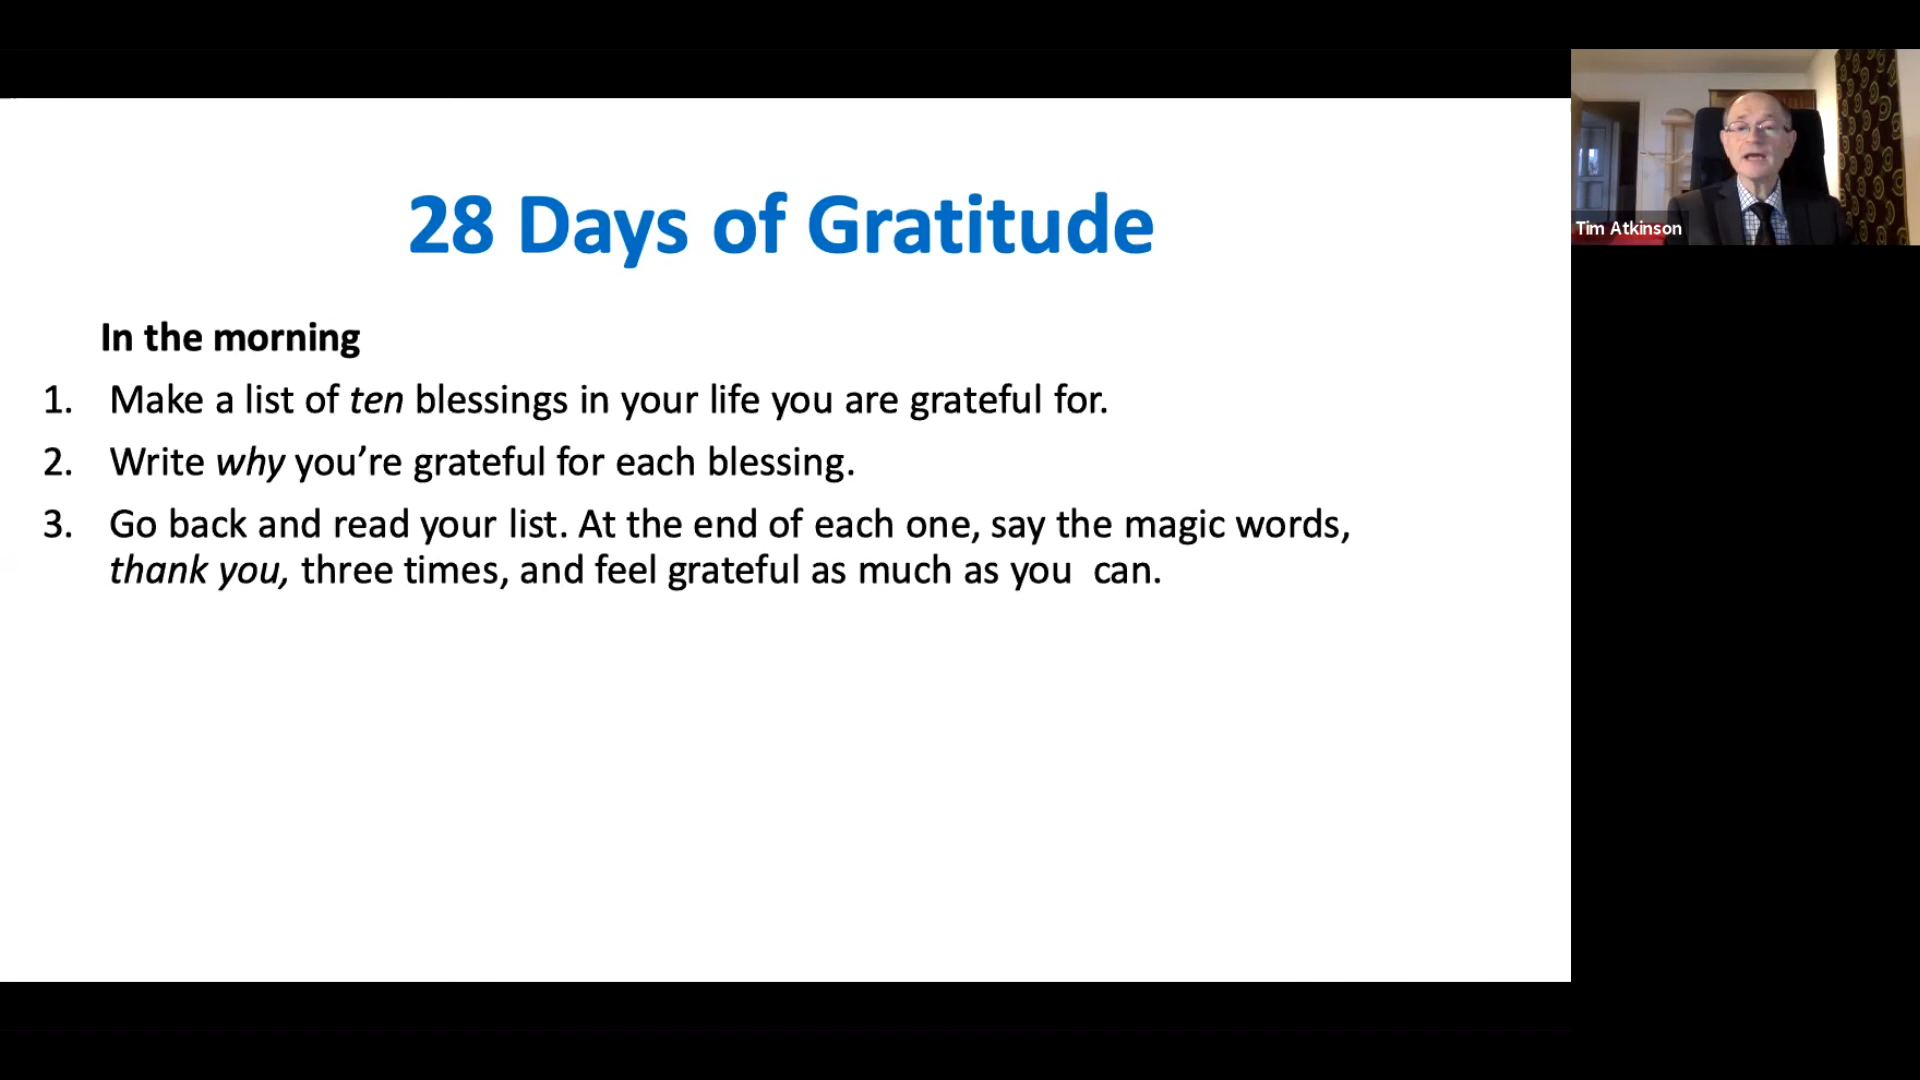 28 Days of Gratitude
In the morning
1. Make a list of ten blessings in your life you are grateful for.
2. Write why you’re grateful for each blessing.
3. Go back and read your list. At the end of each one, say the magic words,
thank you, three times, and feel grateful as much as you  can.
Tim Atkinson